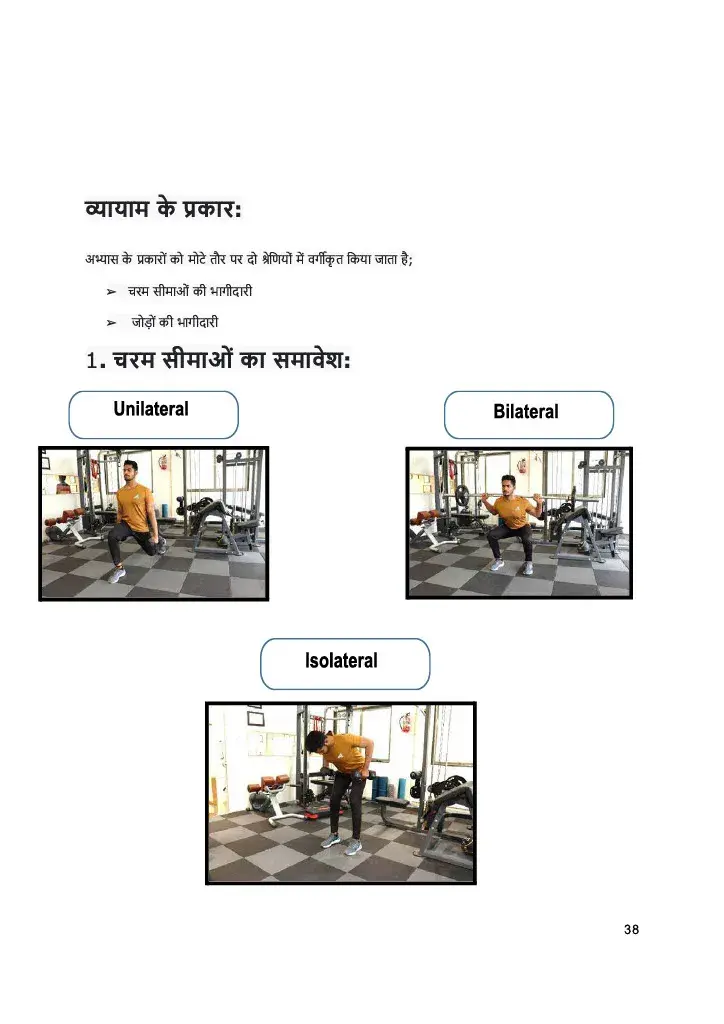 व्यायाम के प्रकार:
अभ्यास के प्रकारों को मोटे तौर पर दो श्रेणियों में वर्गीकृत किया जाता है;
➢ चरम सीमाओं की भागीदारी
➢ जोड़ों की भागीदारी
1. चरम सीमाओं का समावेश:
Unilateral
Bilateral
Isolateral
38